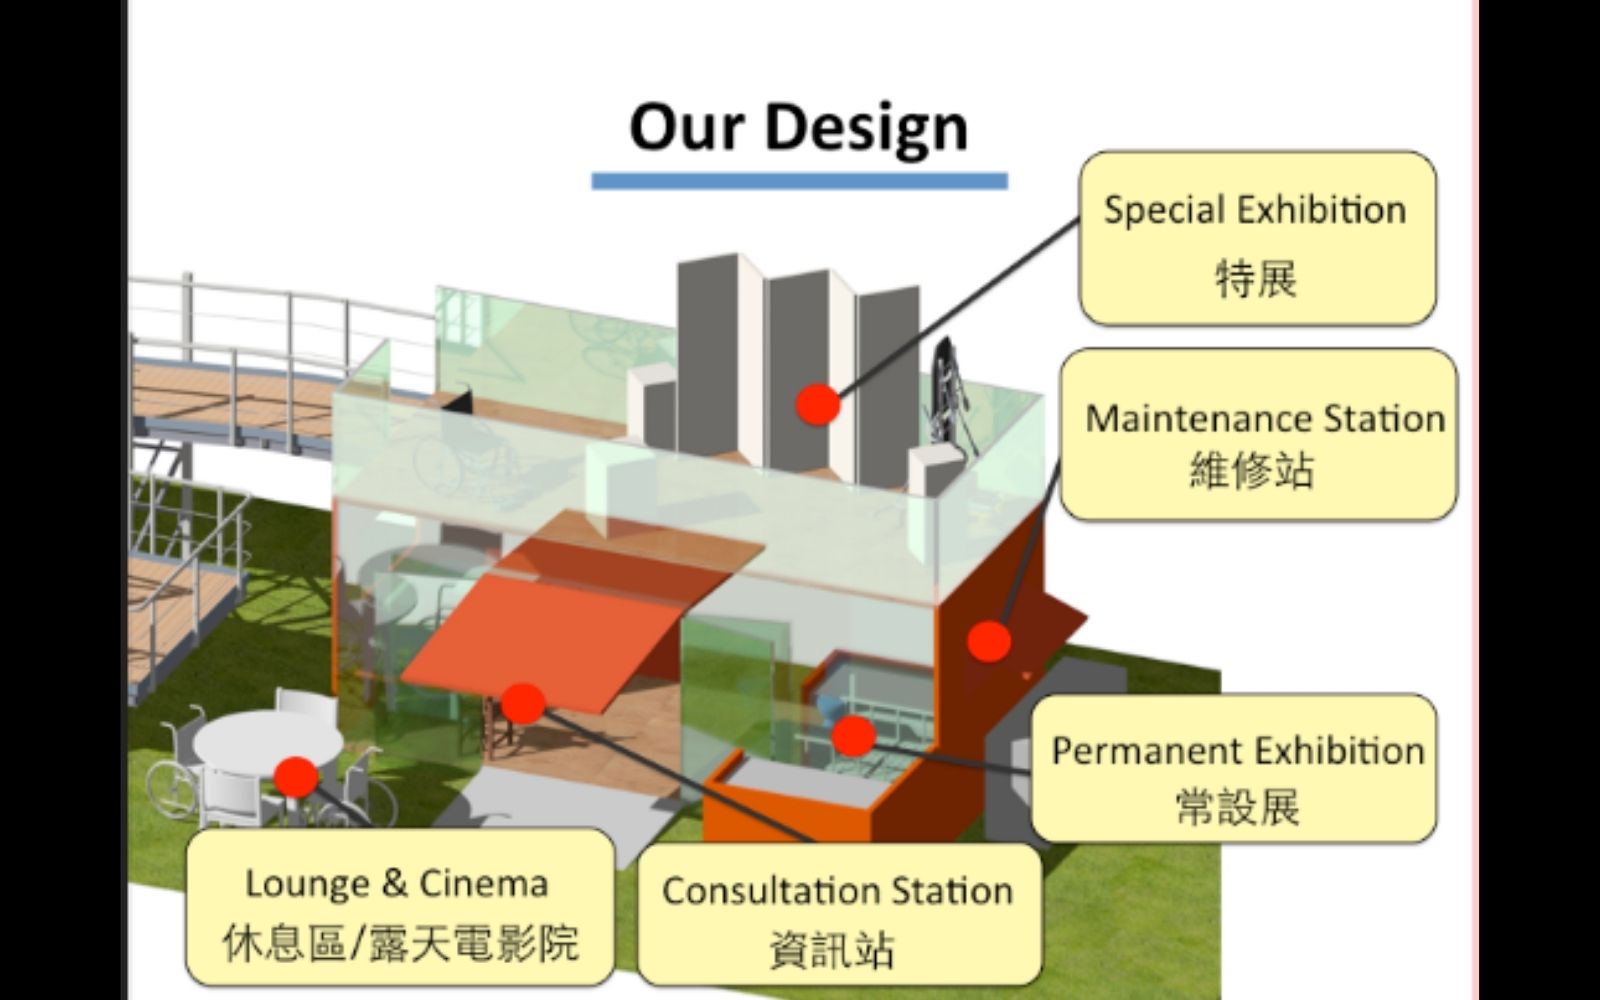 Our Design
Special Exhibition
特展
Maintenance Station
維修站
Permanent Exhibition
常設展
Lounge & Cinema
休息區/露天電影院
Consultation Station
資訊站